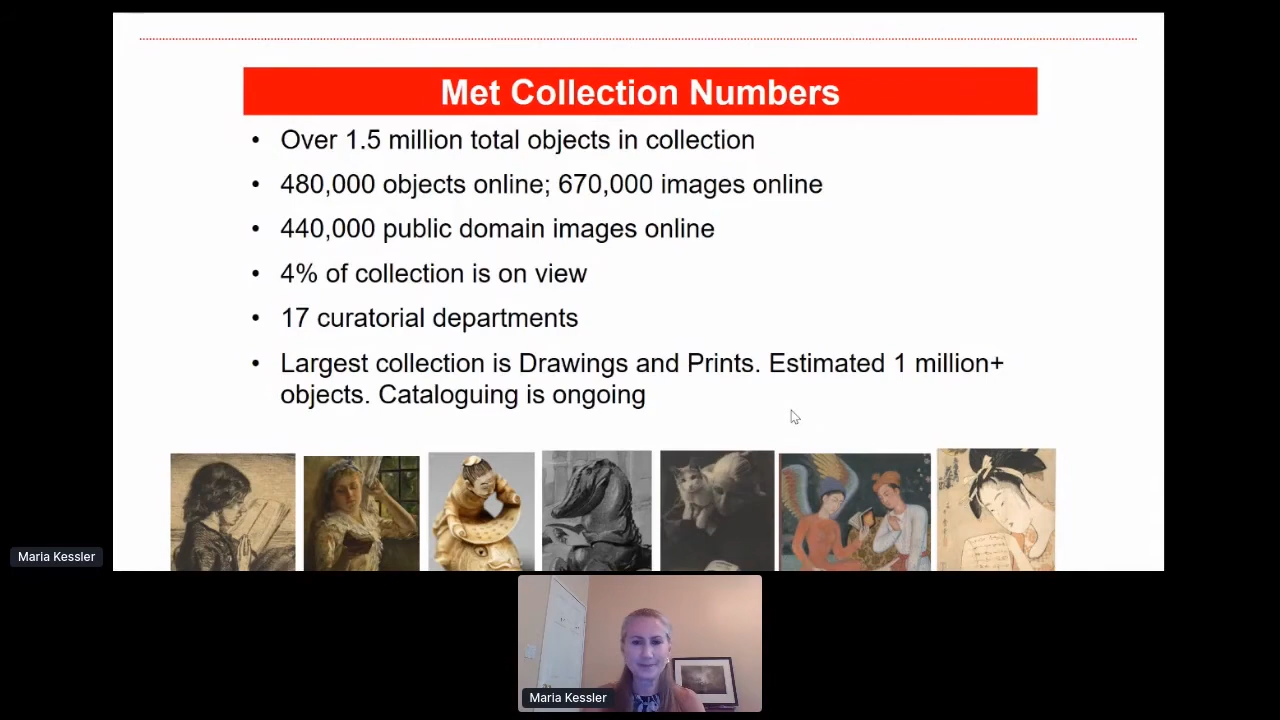 Met Collection Numbers
• Over 1.5 million total objects in collection
• 480,000 objects online; 670,000 images online
• 440,000 public domain images online
• 4% of collection is on view
• 17 curatorial departments
• Largest collection is Drawings and Prints. Estimated 1 million+
objects. Cataloguing is ongoing
Maria Kessler
Maria Kessler